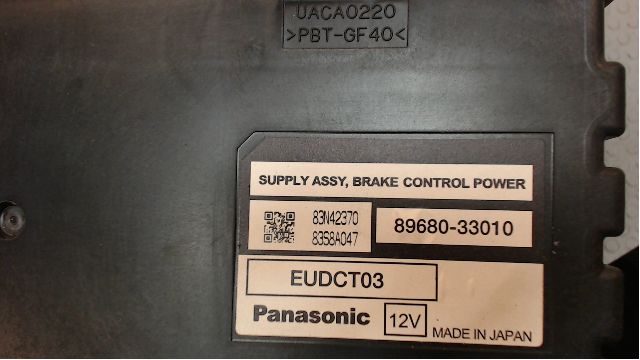 UACA0220
>PBT-GF40<
SUPPLY ASSY, BRAKE CONTROL POWER
83N42370
8358A047
89680-33010
EUDCT03
Panasonic 12V MADE IN JAPAN